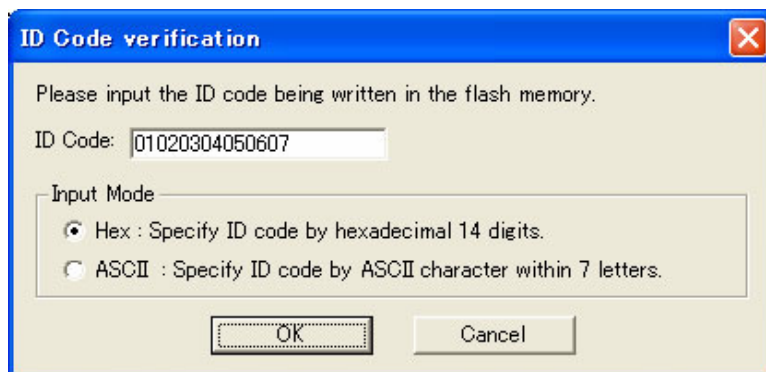 ID Code verification
Please input the ID code being written in the flash memory.
ID Code: 01020304050607
Input Mode
Hex : Specify ID code by hexadecimal 14 digits.
ASCII : Specify ID code by ASCII character within 7 letters.
OK Cancel